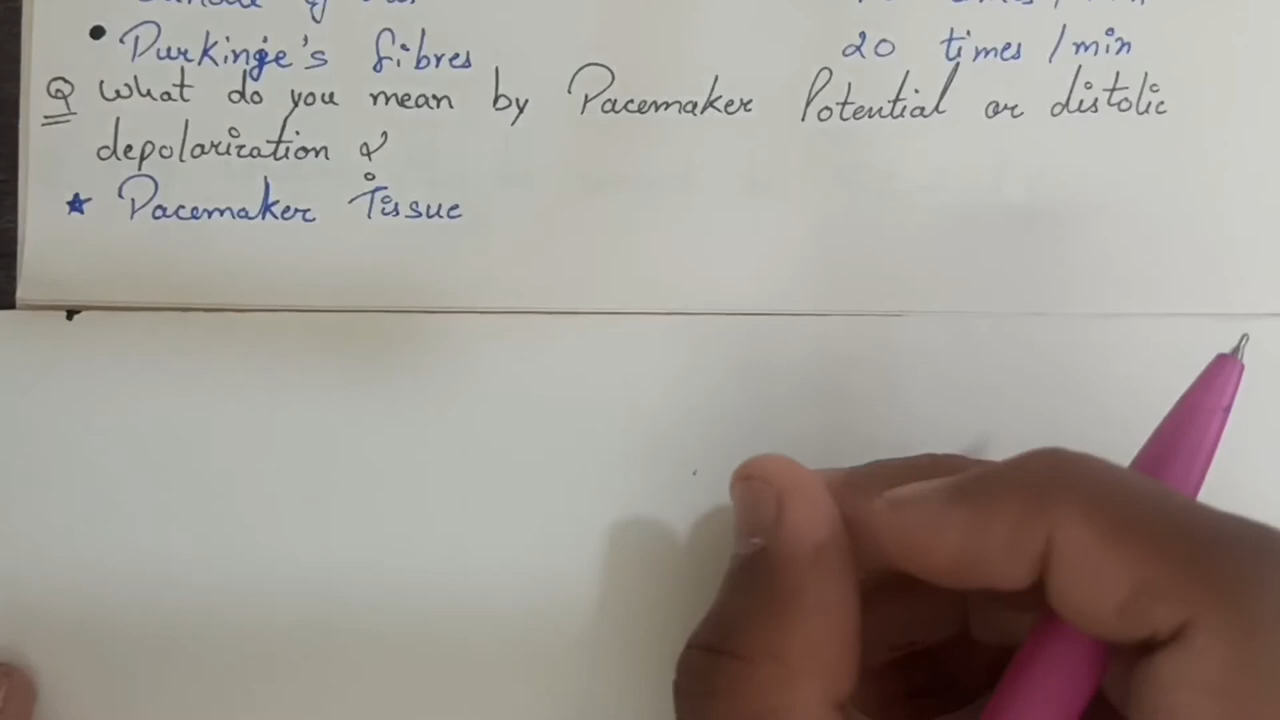 • Purkinje's fibres 20 times / min
Q What do you mean by Pacemaker Potential or distolic
depolarization ?
★ Pacemaker Tissue